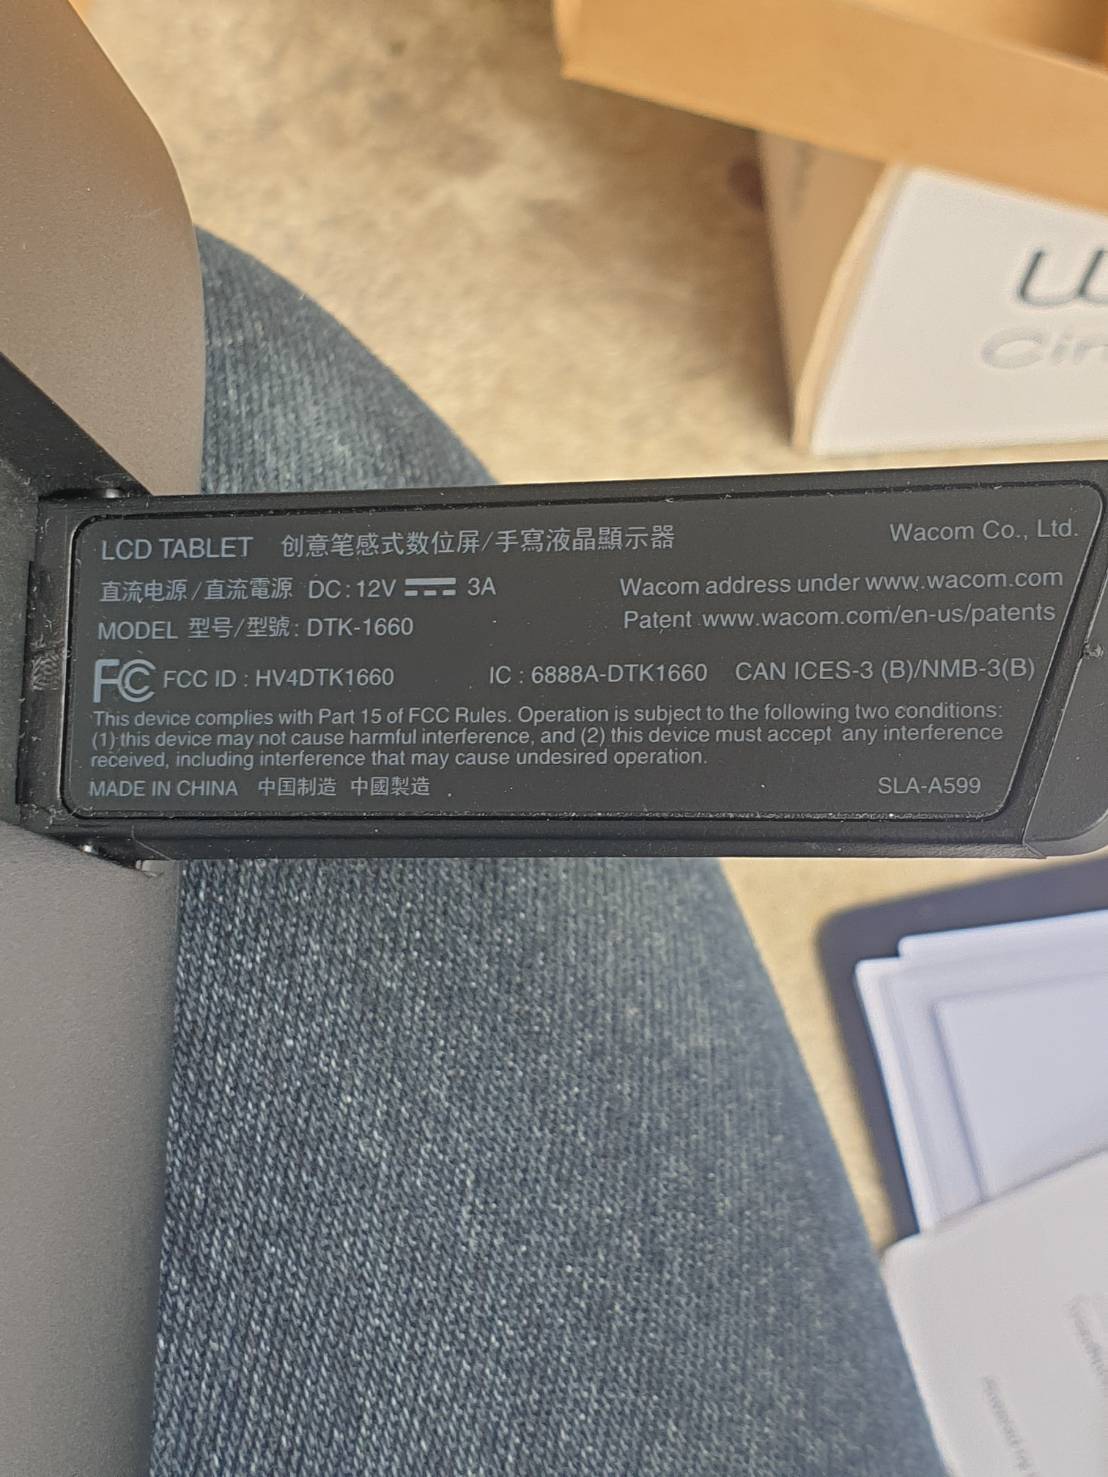 LCD TABLET 创意笔感式数位屏/手寫液晶顯示器
Wacom Co., Ltd.
直流电源/直流電源 DC:12V 3A
Wacom address under www.wacom.com
MODEL 型号/型號: DTK-1660
Patent www.wacom.com/en-us/patents
FC FCC ID : HV4DTK1660 IC : 6888A-DTK1660 CAN ICES-3 (B)/NMB-3(B)
This device complies with Part 15 of FCC Rules. Operation is subject to the following two conditions:
(1) this device may not cause harmful interference, and (2) this device must accept any interference
received, including interference that may cause undesired operation.
MADE IN CHINA 中国制造 中國製造
SLA-A599